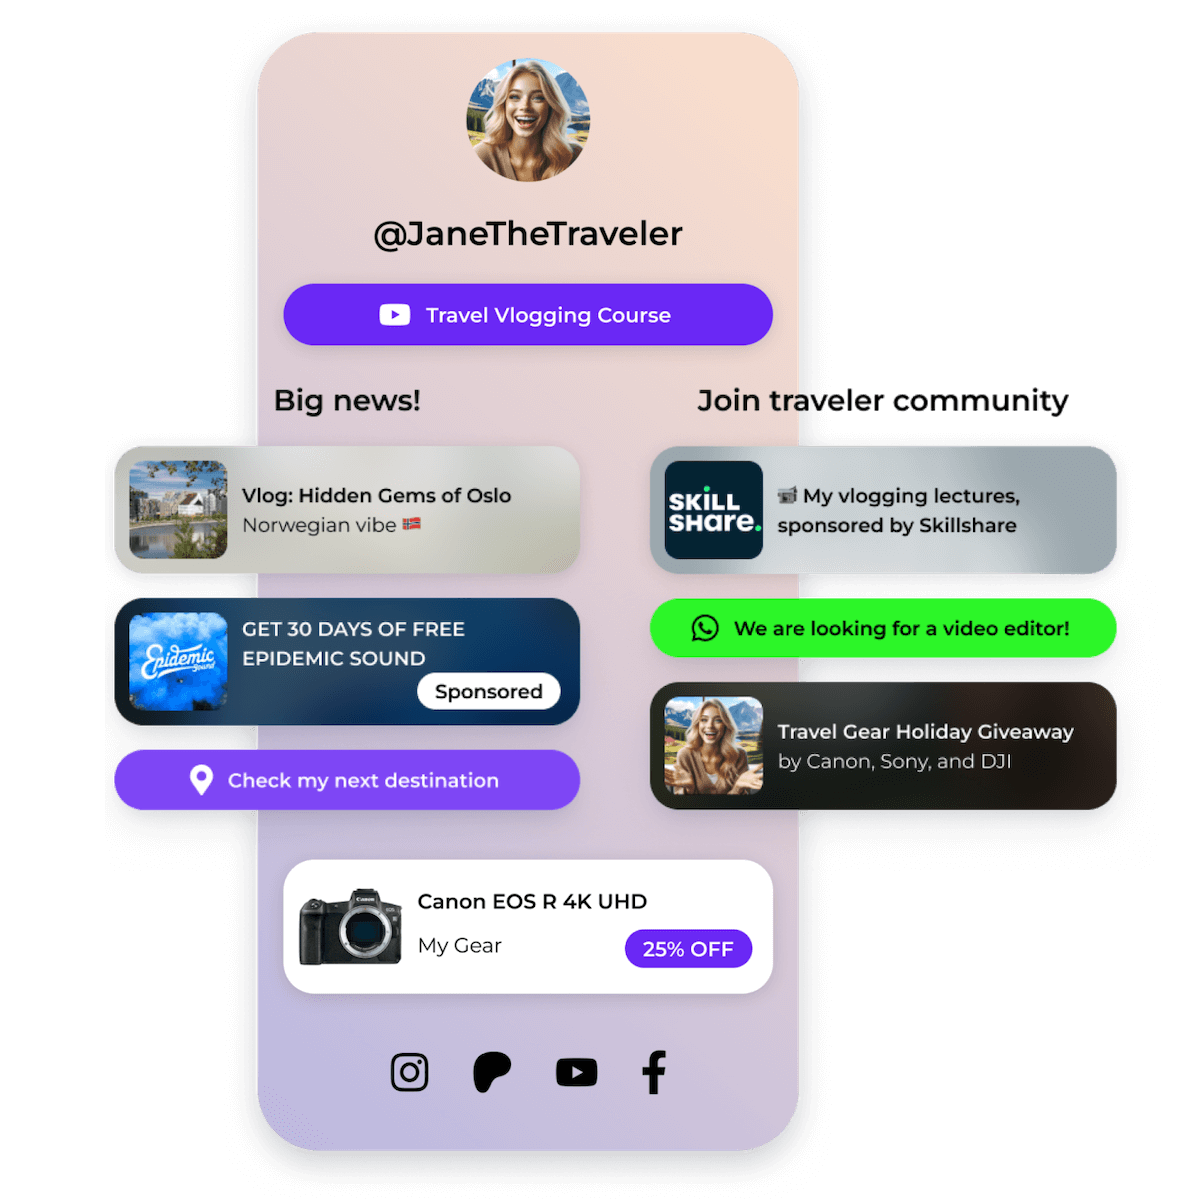 @JaneTheTraveler
Travel Vlogging Course
Big news!
Vlog: Hidden Gems of Oslo
Norwegian vibe 🇳🇴
Epidemic
Sound
GET 30 DAYS OF FREE
EPIDEMIC SOUND
Sponsored
Check my next destination
Join traveler community
SKILL
SHare.
📹 My vlogging lectures,
sponsored by Skillshare
We are looking for a video editor!
Travel Gear Holiday Giveaway
by Canon, Sony, and DJI
Canon
EOS
R
Canon EOS R 4K UHD
My Gear
25% OFF